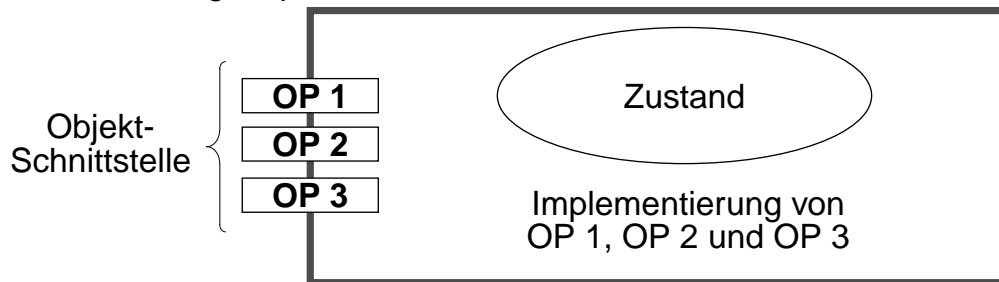 OP 1
OP 2
OP 3
Objekt-
Schnittstelle
Zustand
Implementierung von
OP 1, OP 2 und OP 3